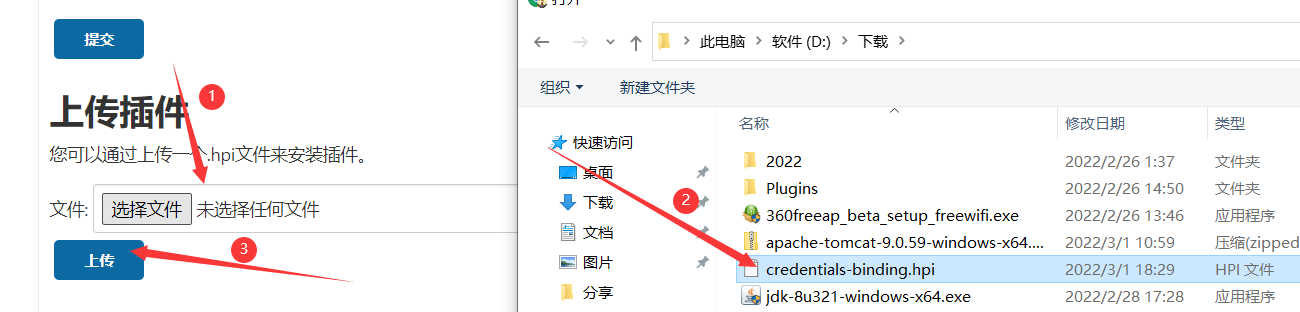 提交
上传插件
您可以通过上传一个.hpi文件来安装插件。
文件: 选择文件 未选择任何文件
上传
1
2
3
打开
此电脑 软件 (D:) 下载
组织 新建文件夹
名称 修改日期 类型
快速访问
桌面
下载
文档
图片
分享
2022 2022/2/26 1:37 文件夹
Plugins 2022/2/26 14:50 文件夹
360freeap_beta_setup_freewifi.exe 2022/2/26 13:46 应用程序
apache-tomcat-9.0.59-windows-x64.... 2022/3/1 10:59 压缩(zipped
credentials-binding.hpi 2022/3/1 18:29 HPI 文件
jdk-8u321-windows-x64.exe 2022/2/28 17:28 应用程序